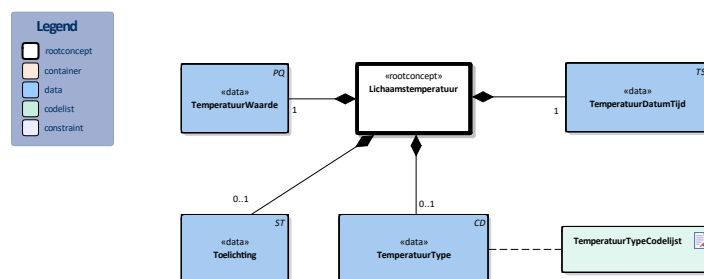 Legend
rootconcept
container
data
codelist
constraint
PQ
«data»
TemperatuurWaarde
1
«rootconcept»
Lichaamstemperatuur
TS
«data»
TemperatuurDatumTijd
1
0..1
0..1
ST
«data»
Toelichting
CD
«data»
TemperatuurType
TemperatuurTypeCodelijst